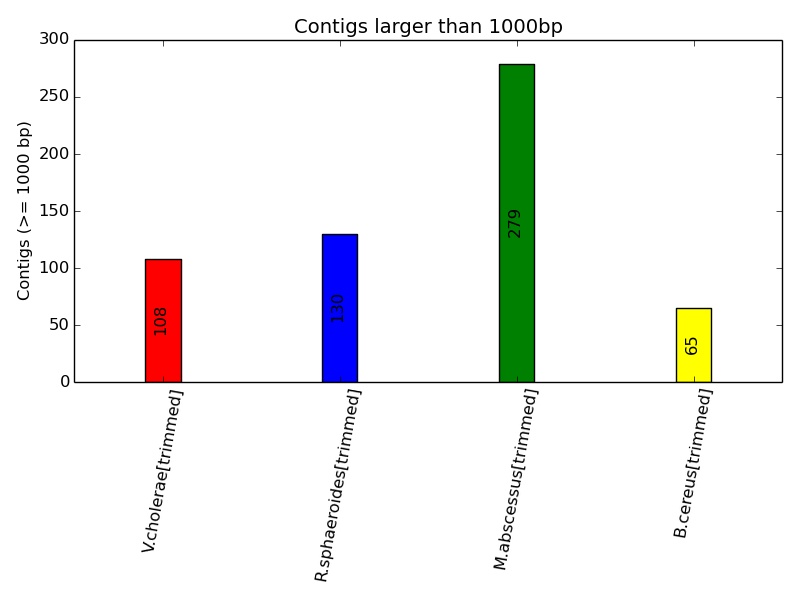 Contigs larger than 1000bp
Contigs (>= 1000 bp)
300
250
200
150
100
50
0
108
130
279
65
V.cholerae[trimmed]
R.sphaeroides[trimmed]
M.abscessus[trimmed]
B.cereus[trimmed]